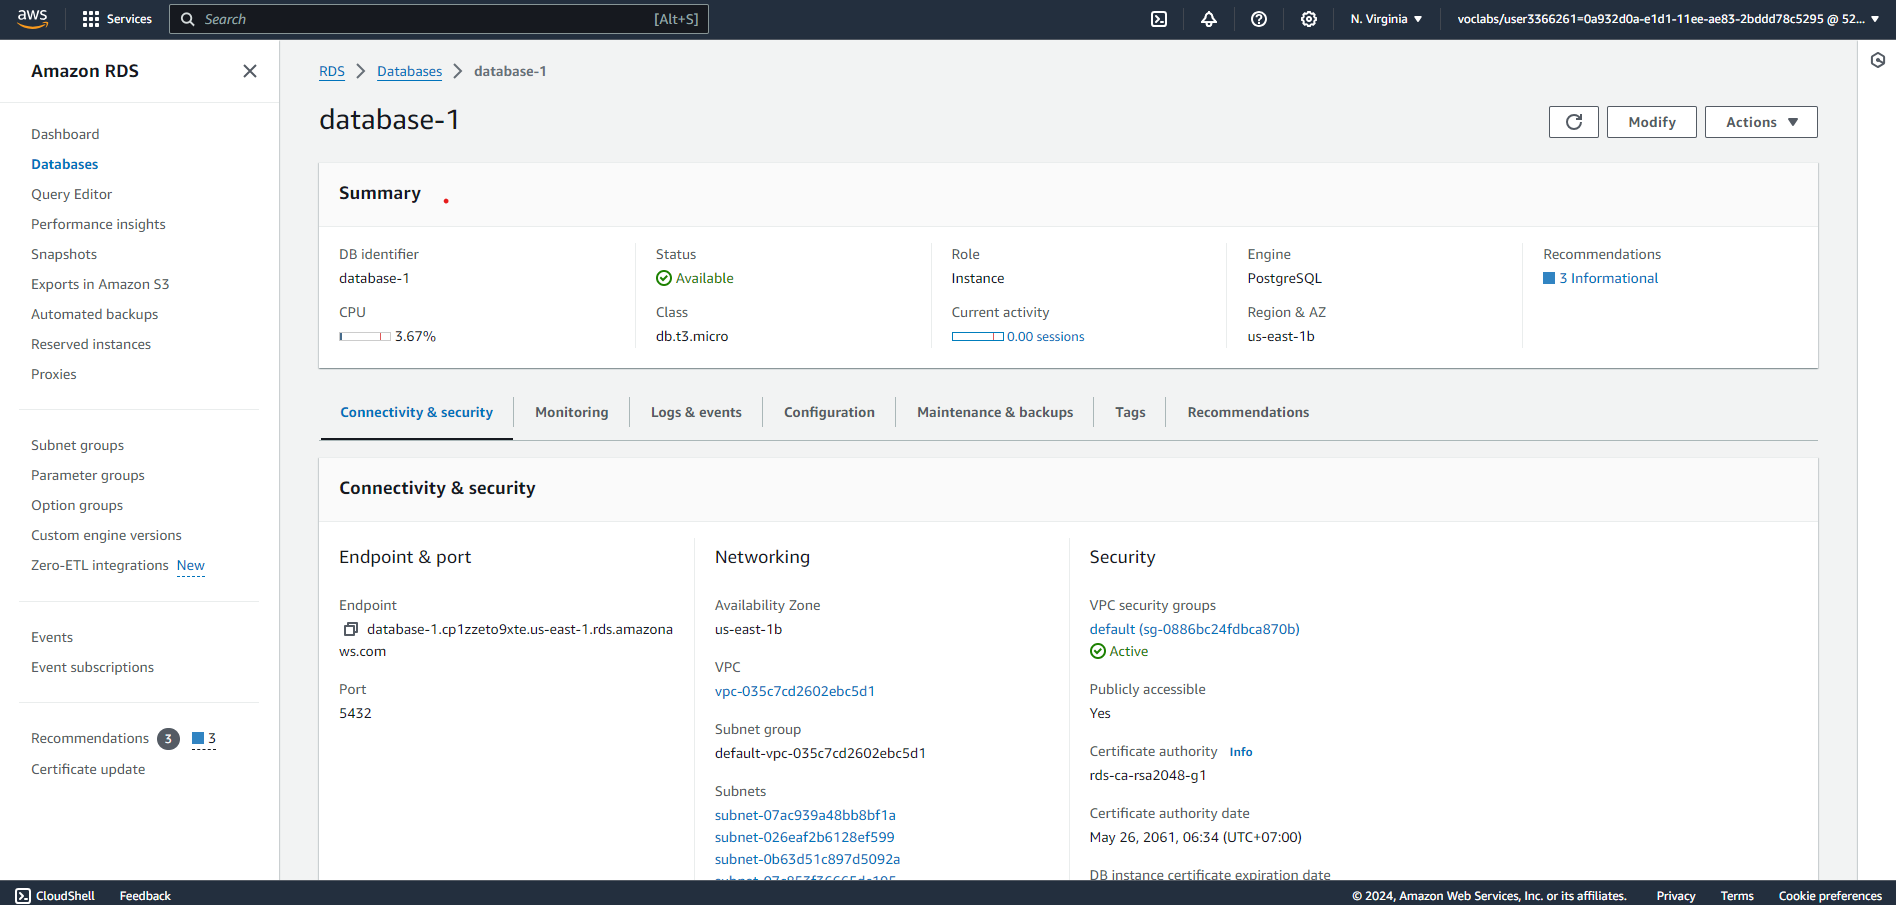 aws
Services
Search
[Alt+S]
N. Virginia
voclabs/user3366261=0a932d0a-e1d1-11ee-ae83-2bddd78c5295 @ 52...
Amazon RDS
Dashboard
Databases
Query Editor
Performance insights
Snapshots
Exports in Amazon S3
Automated backups
Reserved instances
Proxies
Subnet groups
Parameter groups
Option groups
Custom engine versions
Zero-ETL integrations New
Events
Event subscriptions
Recommendations 3 3
Certificate update
RDS > Databases > database-1
database-1
Modify
Actions
Summary
DB identifier
database-1
CPU
3.67%
Status
Available
Class
db.t3.micro
Role
Instance
Current activity
0.00 sessions
Engine
PostgreSQL
Region & AZ
us-east-1b
Recommendations
3 Informational
Connectivity & security
Monitoring
Logs & events
Configuration
Maintenance & backups
Tags
Recommendations
Connectivity & security
Endpoint & port
Endpoint
database-1.cp1zzeto9xte.us-east-1.rds.amazona
ws.com
Port
5432
Networking
Availability Zone
us-east-1b
VPC
vpc-035c7cd2602ebc5d1
Subnet group
default-vpc-035c7cd2602ebc5d1
Subnets
subnet-07ac939a48bb8bf1a
subnet-026eaf2b6128ef599
subnet-0b63d51c897d5092a
Security
VPC security groups
default (sg-0886bc24fdbca870b)
Active
Publicly accessible
Yes
Certificate authority Info
rds-ca-rsa2048-g1
Certificate authority date
May 26, 2061, 06:34 (UTC+07:00)
DB instance certificate expiration date
CloudShell
Feedback
© 2024, Amazon Web Services, Inc. or its affiliates.
Privacy
Terms
Cookie preferences